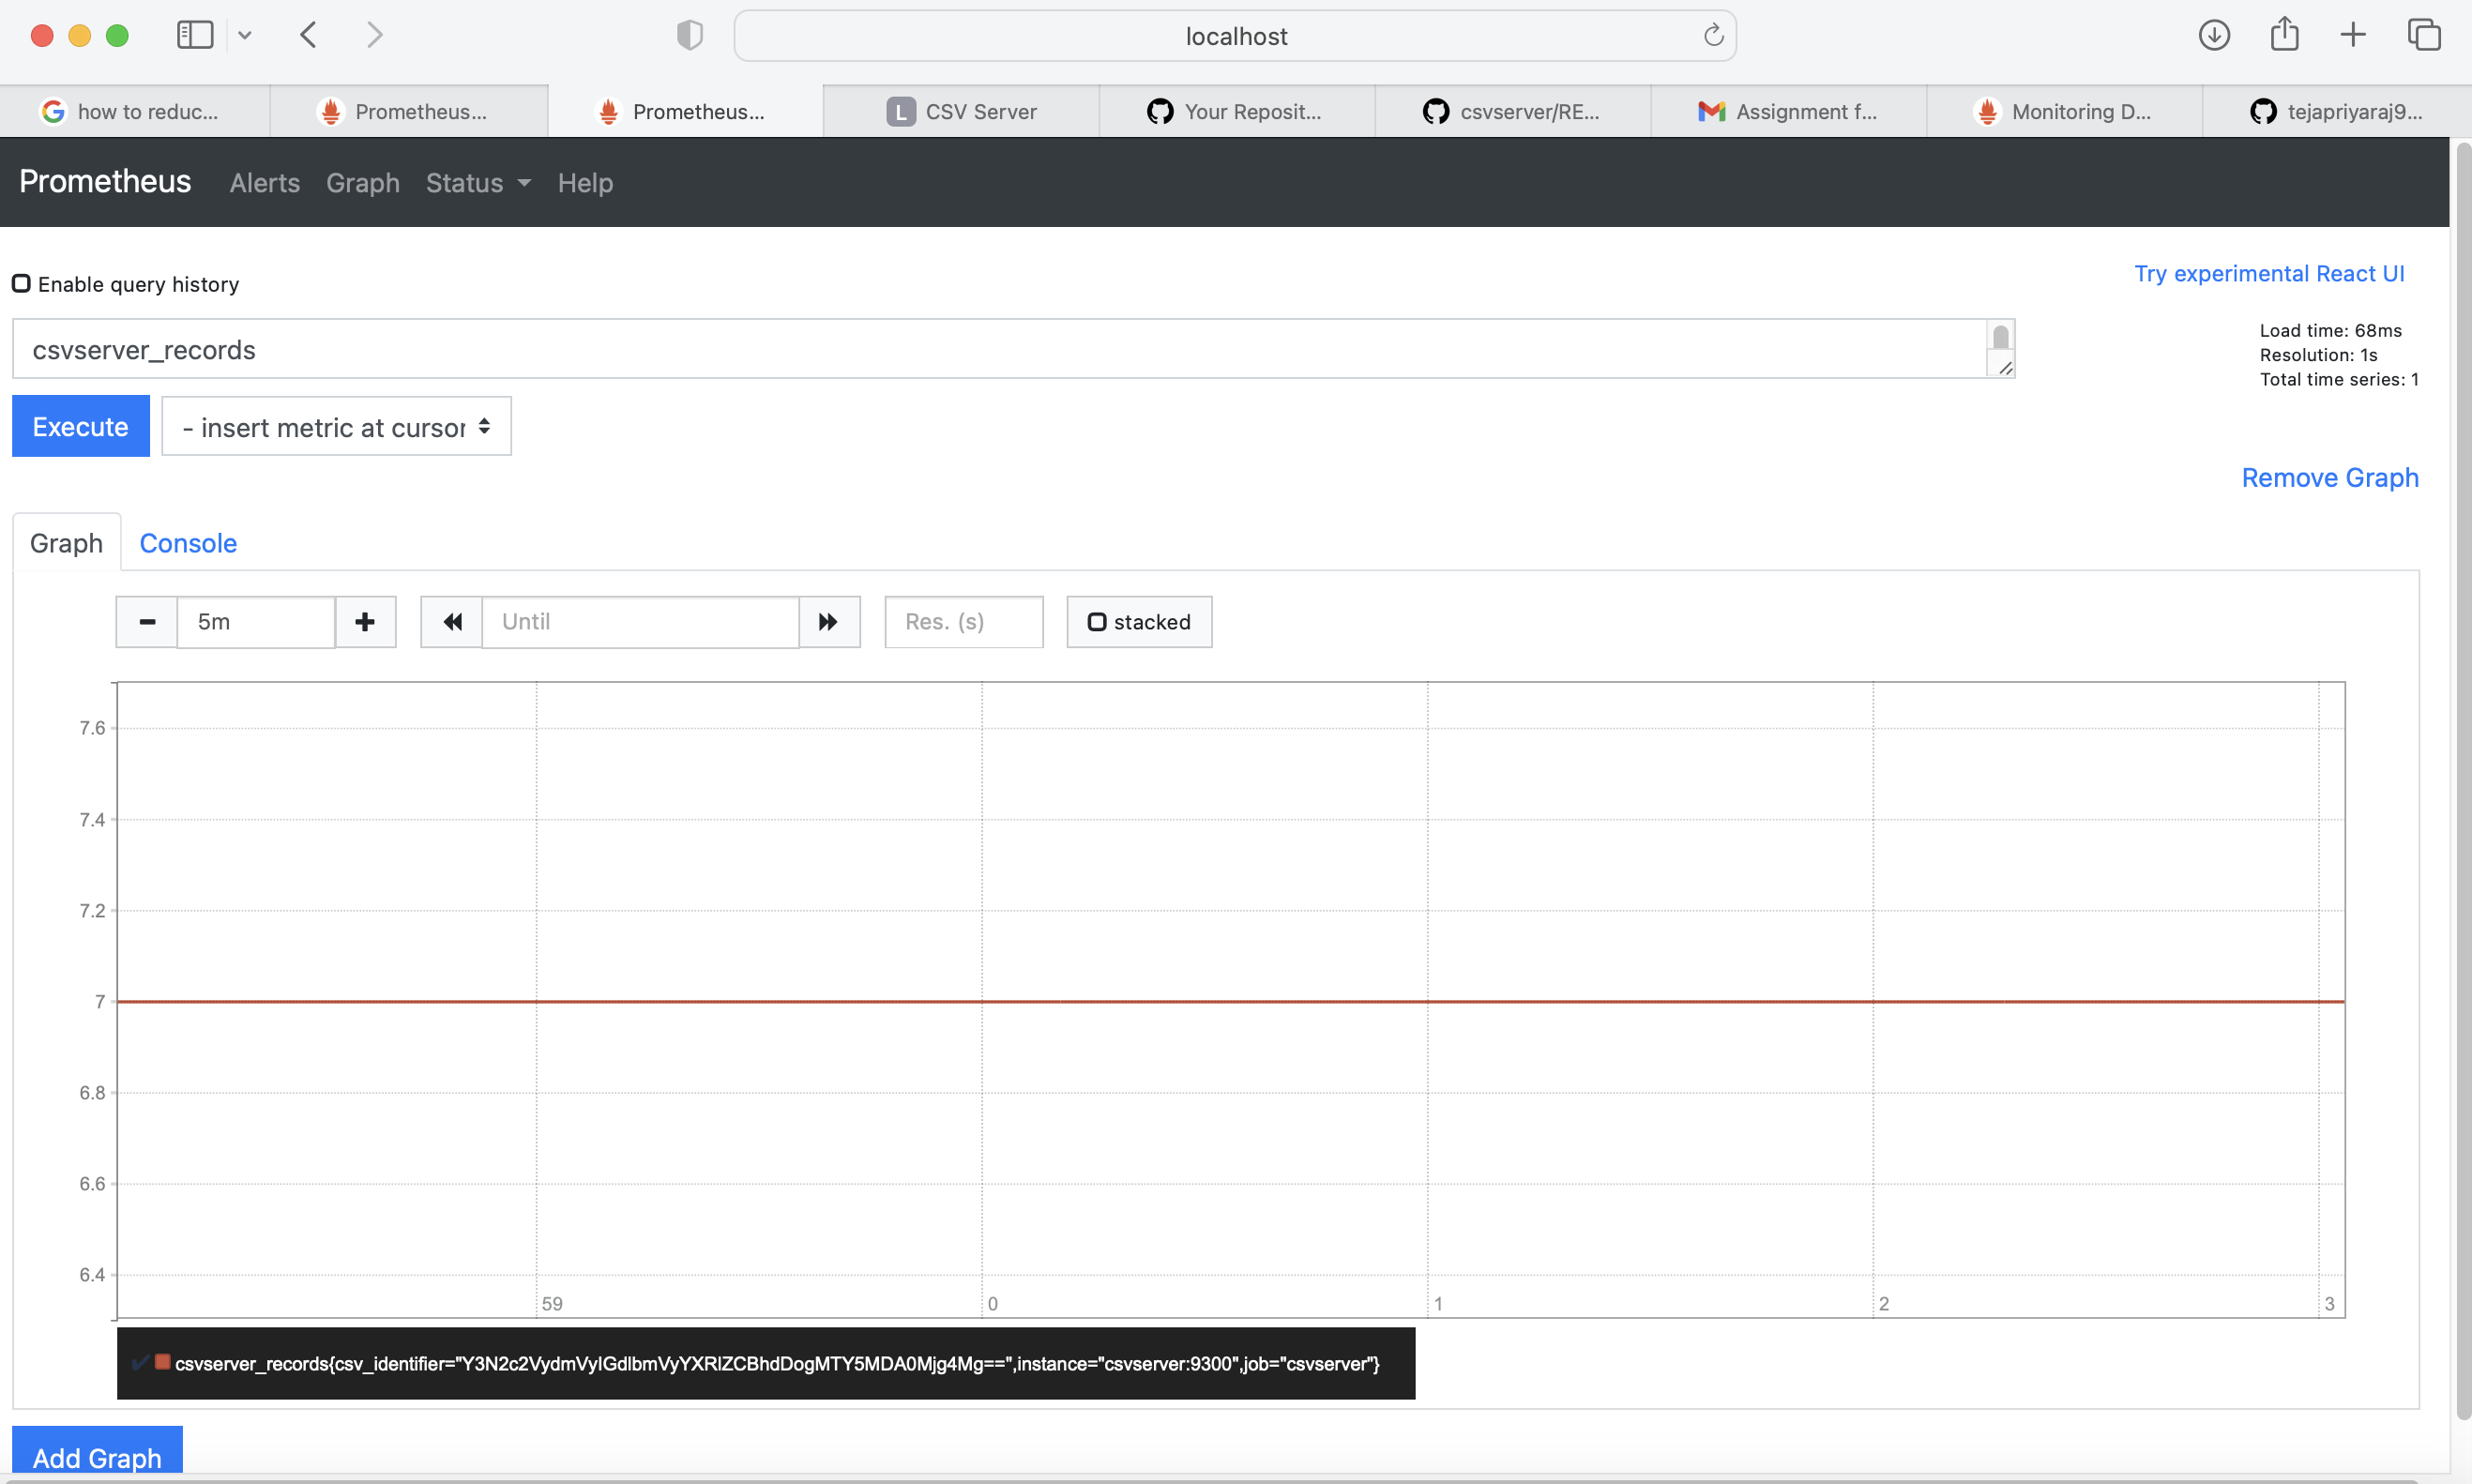 localhost
how to reduc...
Prometheus...
Prometheus...
L CSV Server
Your Reposit...
csvserver/RE...
Assignment f...
Monitoring D...
tejapriyaraj9...
Prometheus Alerts Graph Status Help
Enable query history
Try experimental React UI
csvserver_records
Load time: 68ms
Resolution: 1s
Total time series: 1
Execute
- insert metric at cursor
Remove Graph
Graph Console
5m
Until
Res. (s)
stacked
7.6
7.4
7.2
7
6.8
6.6
6.4
59 0 1 2 3
csvserver_records{csv_identifier="Y3N2c2VydmVyIGdlbmVyYXRlZCBhdDogMTY5MDA0Mjg4Mg==",instance="csvserver:9300",job="csvserver"}
Add Graph